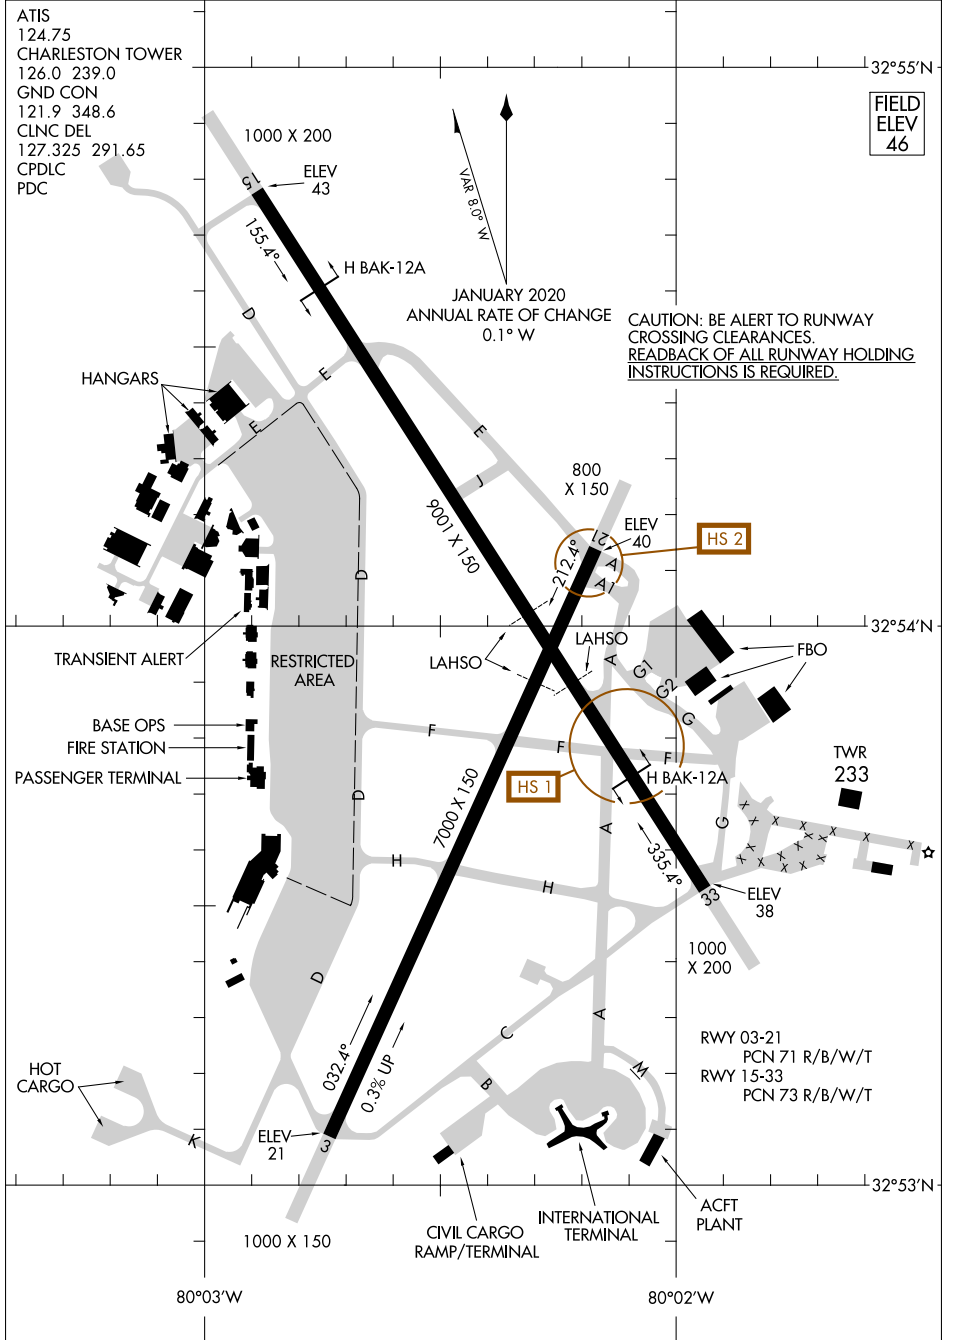 ATIS
124.75
CHARLESTON TOWER
126.0 239.0
GND CON
121.9 348.6
CLNC DEL
127.325 291.65
CPDLC
PDC
32°55'N
FIELD
ELEV
46
1000 X 200
15
ELEV
43
155.4°
H BAK-12A
VAR 8.0° W
JANUARY 2020
ANNUAL RATE OF CHANGE
0.1° W
CAUTION: BE ALERT TO RUNWAY
CROSSING CLEARANCES.
READBACK OF ALL RUNWAY HOLDING
INSTRUCTIONS IS REQUIRED.
D
HANGARS
E
E
E
J
800
X 150
9001 X 150
21
ELEV
40
HS 2
212.4°
A
A1
D
32°54'N
TRANSIENT ALERT
RESTRICTED
AREA
LAHSO
LAHSO
A
G1
G2
G
FBO
BASE OPS
FIRE STATION
PASSENGER TERMINAL
F
F
F
HS 1
H BAK-12A
TWR
233
D
7000 X 150
A
G
X X X X X X X X X X X X X X X
H
H
335.4°
33
ELEV
38
1000
X 200
D
C
A
RWY 03-21
PCN 71 R/B/W/T
RWY 15-33
PCN 73 R/B/W/T
032.4°
0.3% UP
HOT
CARGO
K
B
M
ELEV
21
3
32°53'N
1000 X 150
CIVIL CARGO
RAMP/TERMINAL
INTERNATIONAL
TERMINAL
ACFT
PLANT
80°03'W
80°02'W